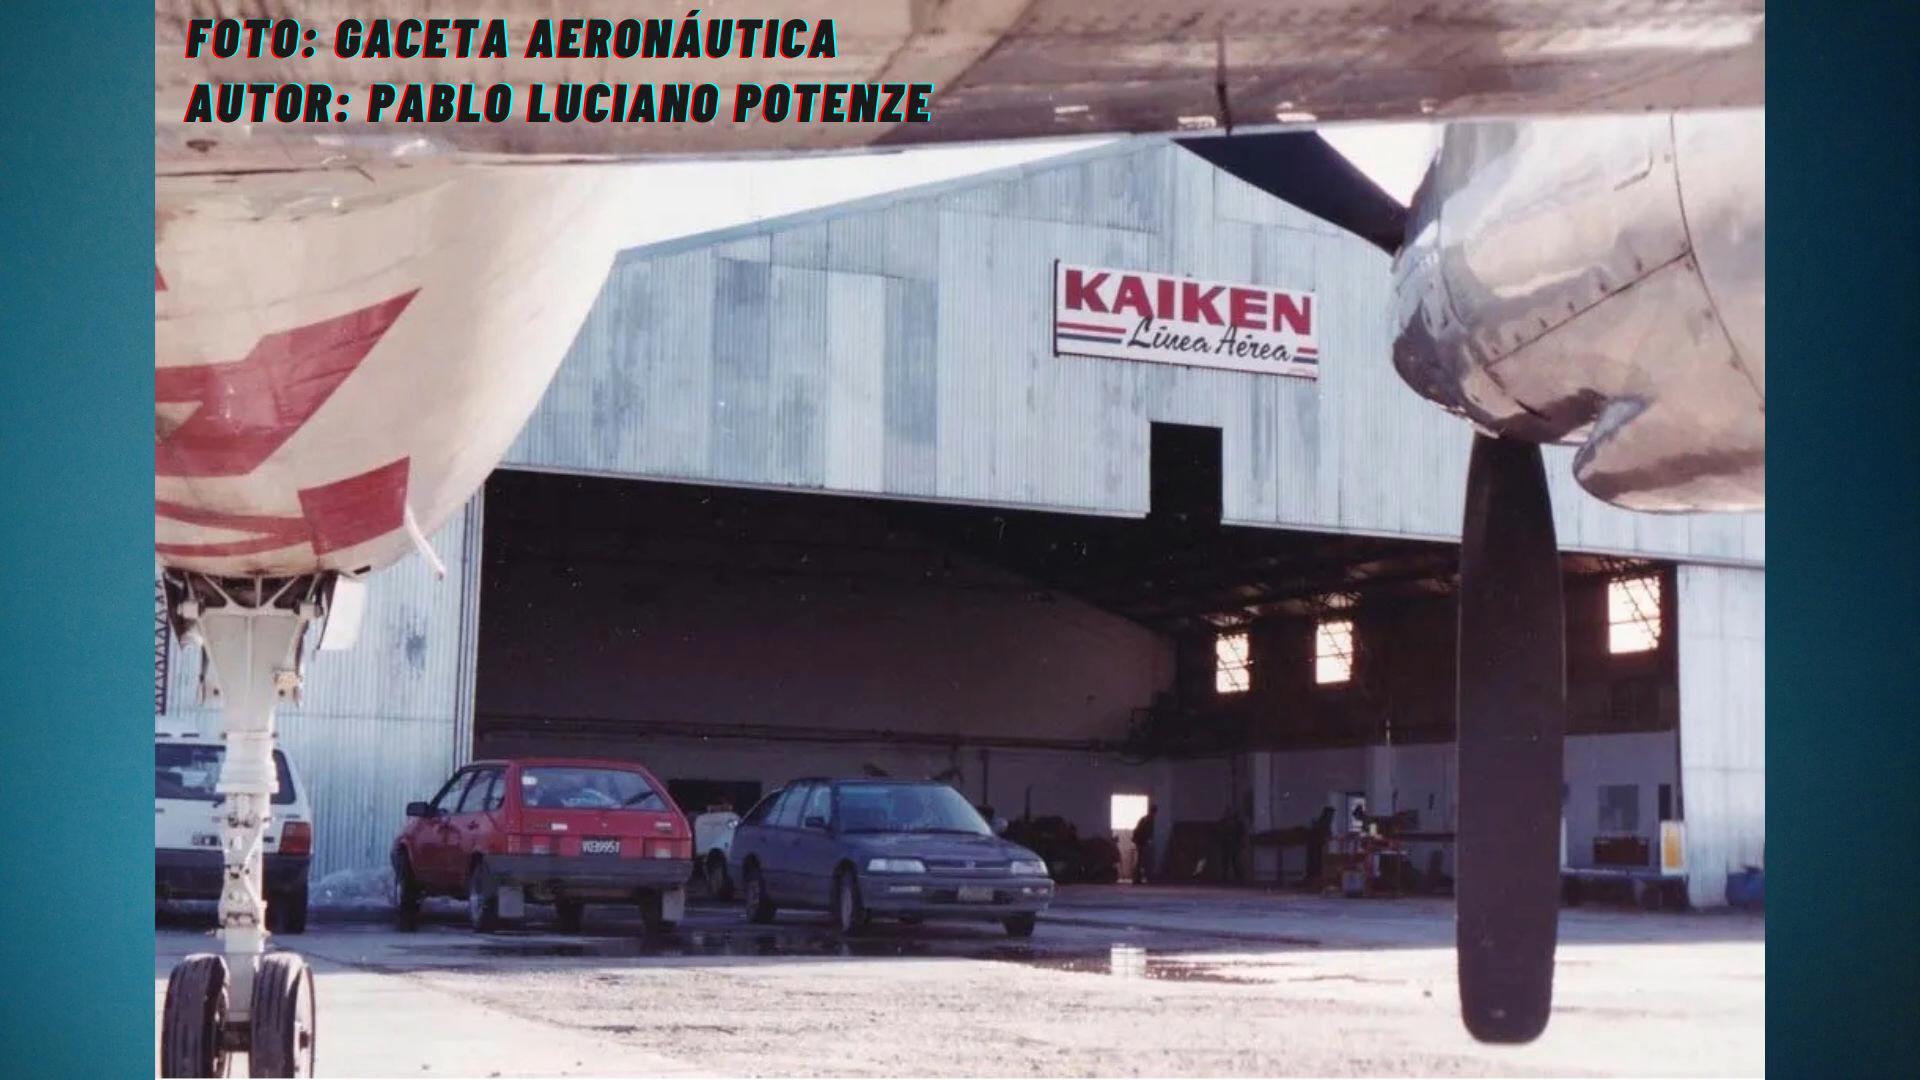 FOTO: GACETA AERONÁUTICA
AUTOR: PABLO LUCIANO POTENZE
KAIKEN
Línea Aérea